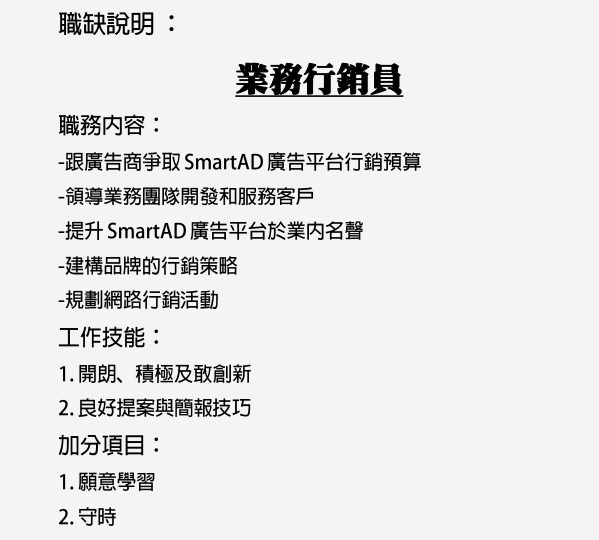 職缺說明 ：
業務行銷員
職務內容：
-跟廣告商爭取 SmartAD 廣告平台行銷預算
-領導業務團隊開發和服務客戶
-提升 SmartAD 廣告平台於業內名聲
-建構品牌的行銷策略
-規劃網路行銷活動
工作技能：
1. 開朗、積極及敢創新
2. 良好提案與簡報技巧
加分項目：
1. 願意學習
2. 守時